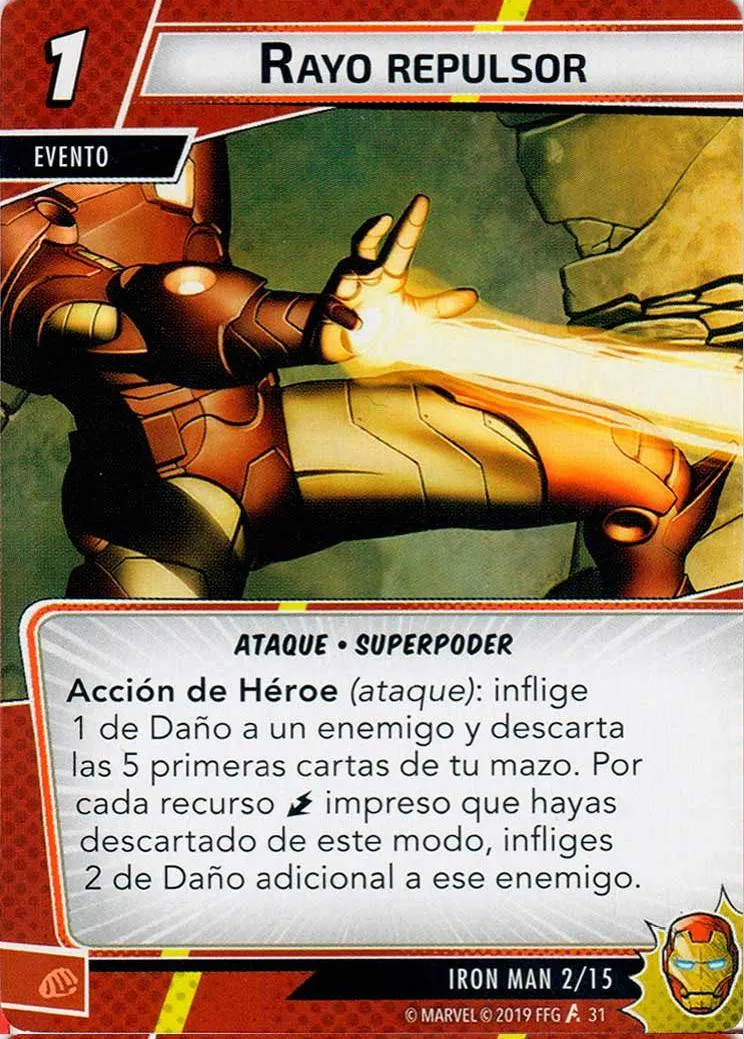 1
RAYO REPULSOR
EVENTO
ATAQUE • SUPERPODER
Acción de Héroe (ataque): inflige
1 de Daño a un enemigo y descarta
las 5 primeras cartas de tu mazo. Por
cada recurso impreso que hayas
descartado de este modo, infliges
2 de Daño adicional a ese enemigo.
IRON MAN 2/15
© MARVEL © 2019 FFG 31